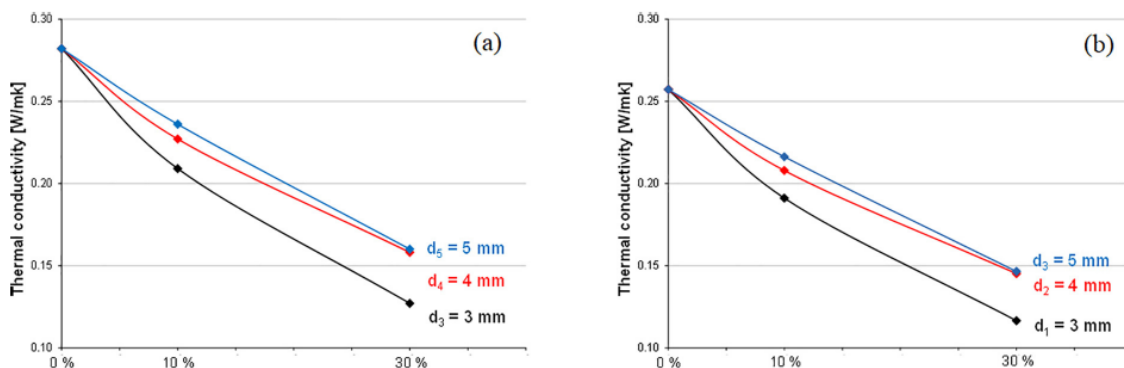 0.30
(a)
0.25
0.20
0.15
0.10
Thermal conductivity [W/mk]
d₅ = 5 mm
d₄ = 4 mm
d₃ = 3 mm
0 %
10 %
30 %
0.30
(b)
0.25
0.20
0.15
0.10
Thermal conductivity [W/mk]
d₃ = 5 mm
d₂ = 4 mm
d₁ = 3 mm
0 %
10 %
30 %